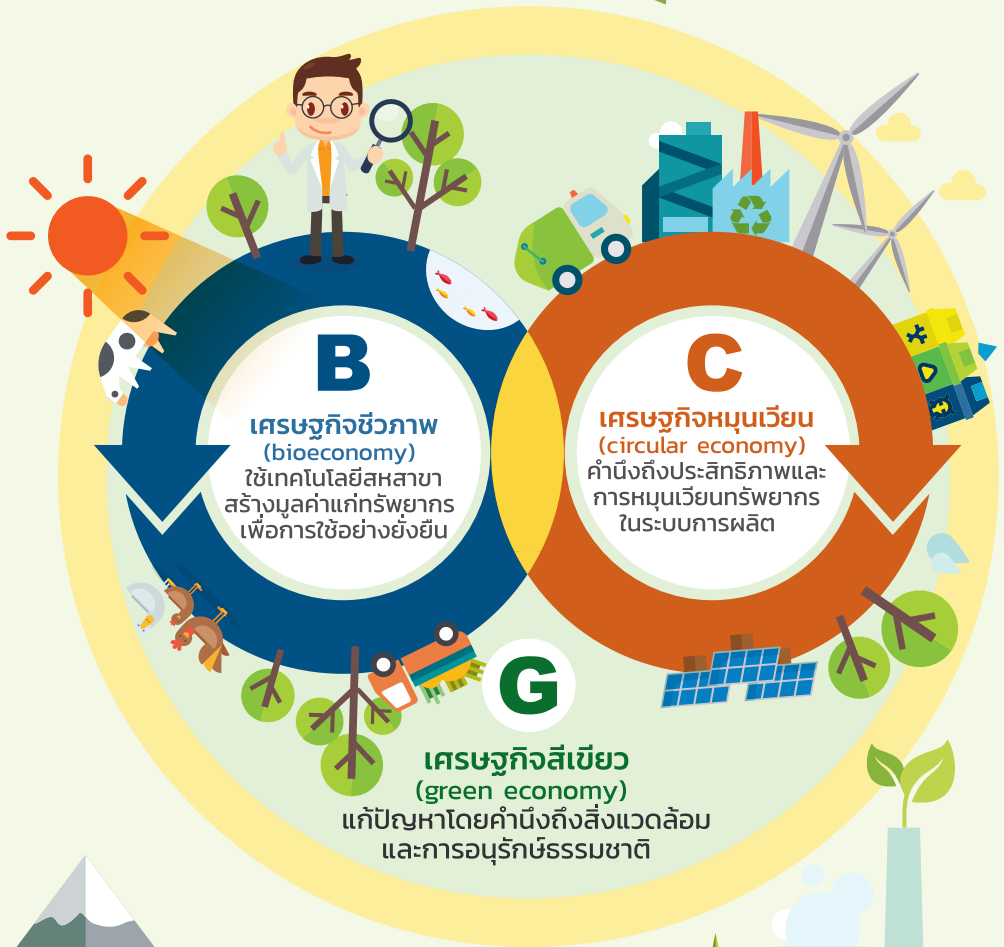 B
เศรษฐกิจชีวภาพ
(bioeconomy)
ใช้เทคโนโลยีสหสาขา
สร้างมูลค่าแก่ทรัพยากร
เพื่อการใช้อย่างยั่งยืน
C
เศรษฐกิจหมุนเวียน
(circular economy)
คำนึงถึงประสิทธิภาพและ
การหมุนเวียนทรัพยากร
ในระบบการผลิต
G
เศรษฐกิจสีเขียว
(green economy)
แก้ปัญหาโดยคำนึงถึงสิ่งแวดล้อม
และการอนุรักษ์ธรรมชาติ